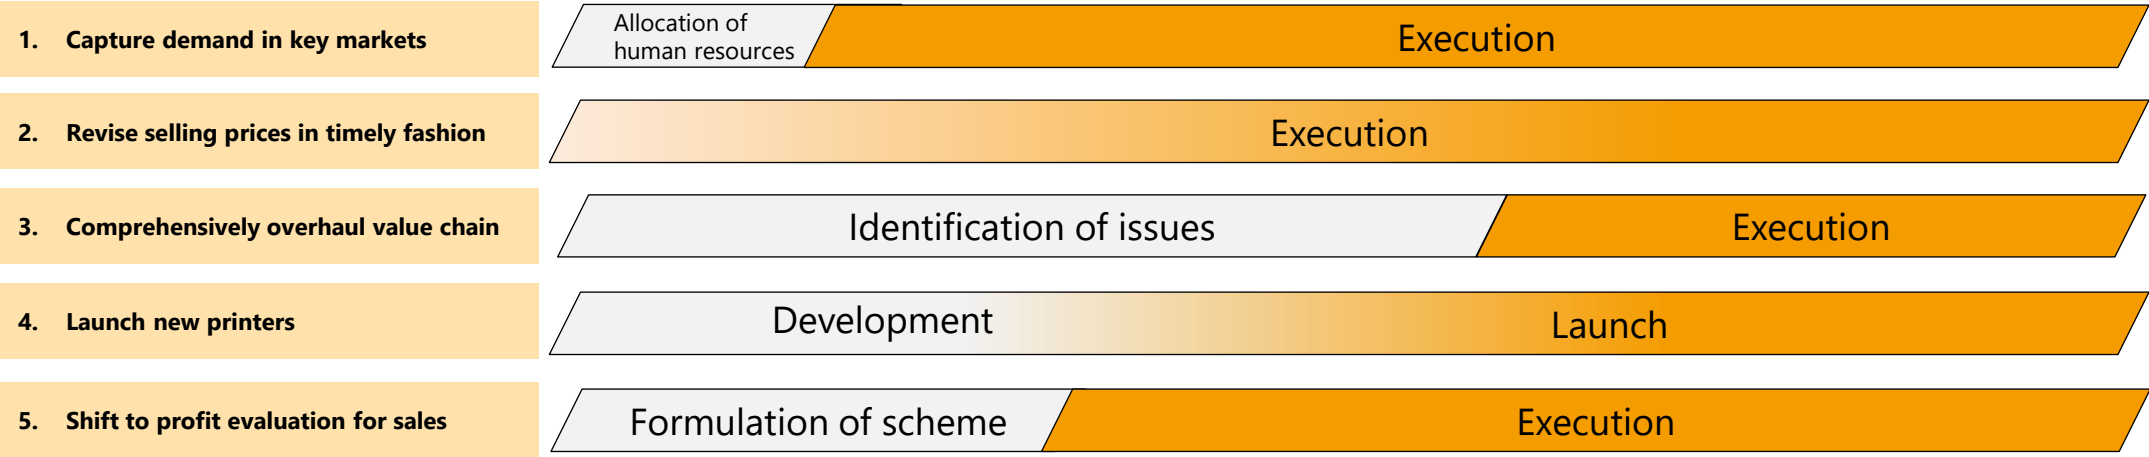 1. Capture demand in key markets
Allocation of
human resources
Execution
2. Revise selling prices in timely fashion
Execution
3. Comprehensively overhaul value chain
Identification of issues
Execution
4. Launch new printers
Development
Launch
5. Shift to profit evaluation for sales
Formulation of scheme
Execution